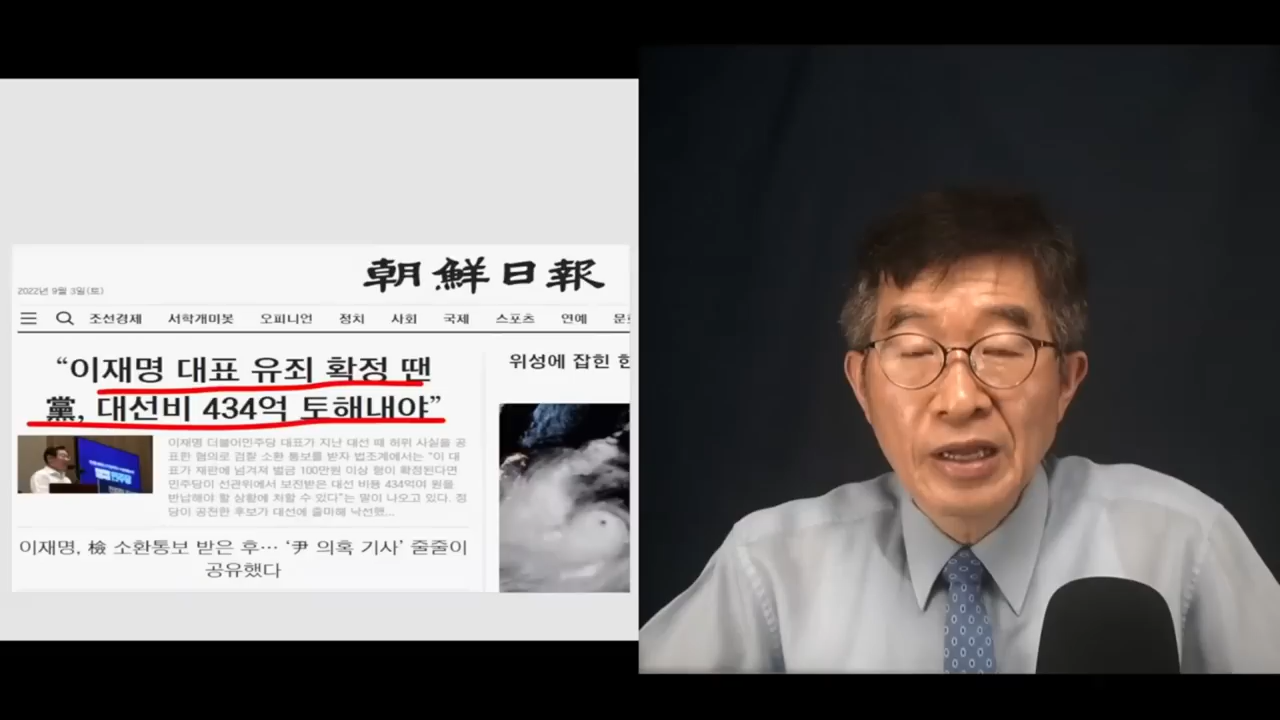 朝鮮日報
2022년 9월 3일(토)
조선경제 서학개미봇 오피니언 정치 사회 국제 스포츠 연예 문
“이재명 대표 유죄 확정 땐
黨, 대선비 434억 토해내야”
이재명 더불어민주당 대표가 지난 대선 때 허위 사실을 공
표한 혐의로 검찰 소환 통보를 받자 법조계에서는 “이 대
표가 재판에 넘겨져 벌금 100만원 이상 형이 확정된다면
민주당이 선관위에서 보전받은 대선 비용 434억여 원을
반납해야 할 상황에 처할 수 있다”는 말이 나오고 있다. 정
당이 공천한 후보가 대선에 출마해 낙선했...
이재명, 檢 소환통보 받은 후… ‘尹 의혹 기사’ 줄줄이
공유했다
위성에 잡힌 한